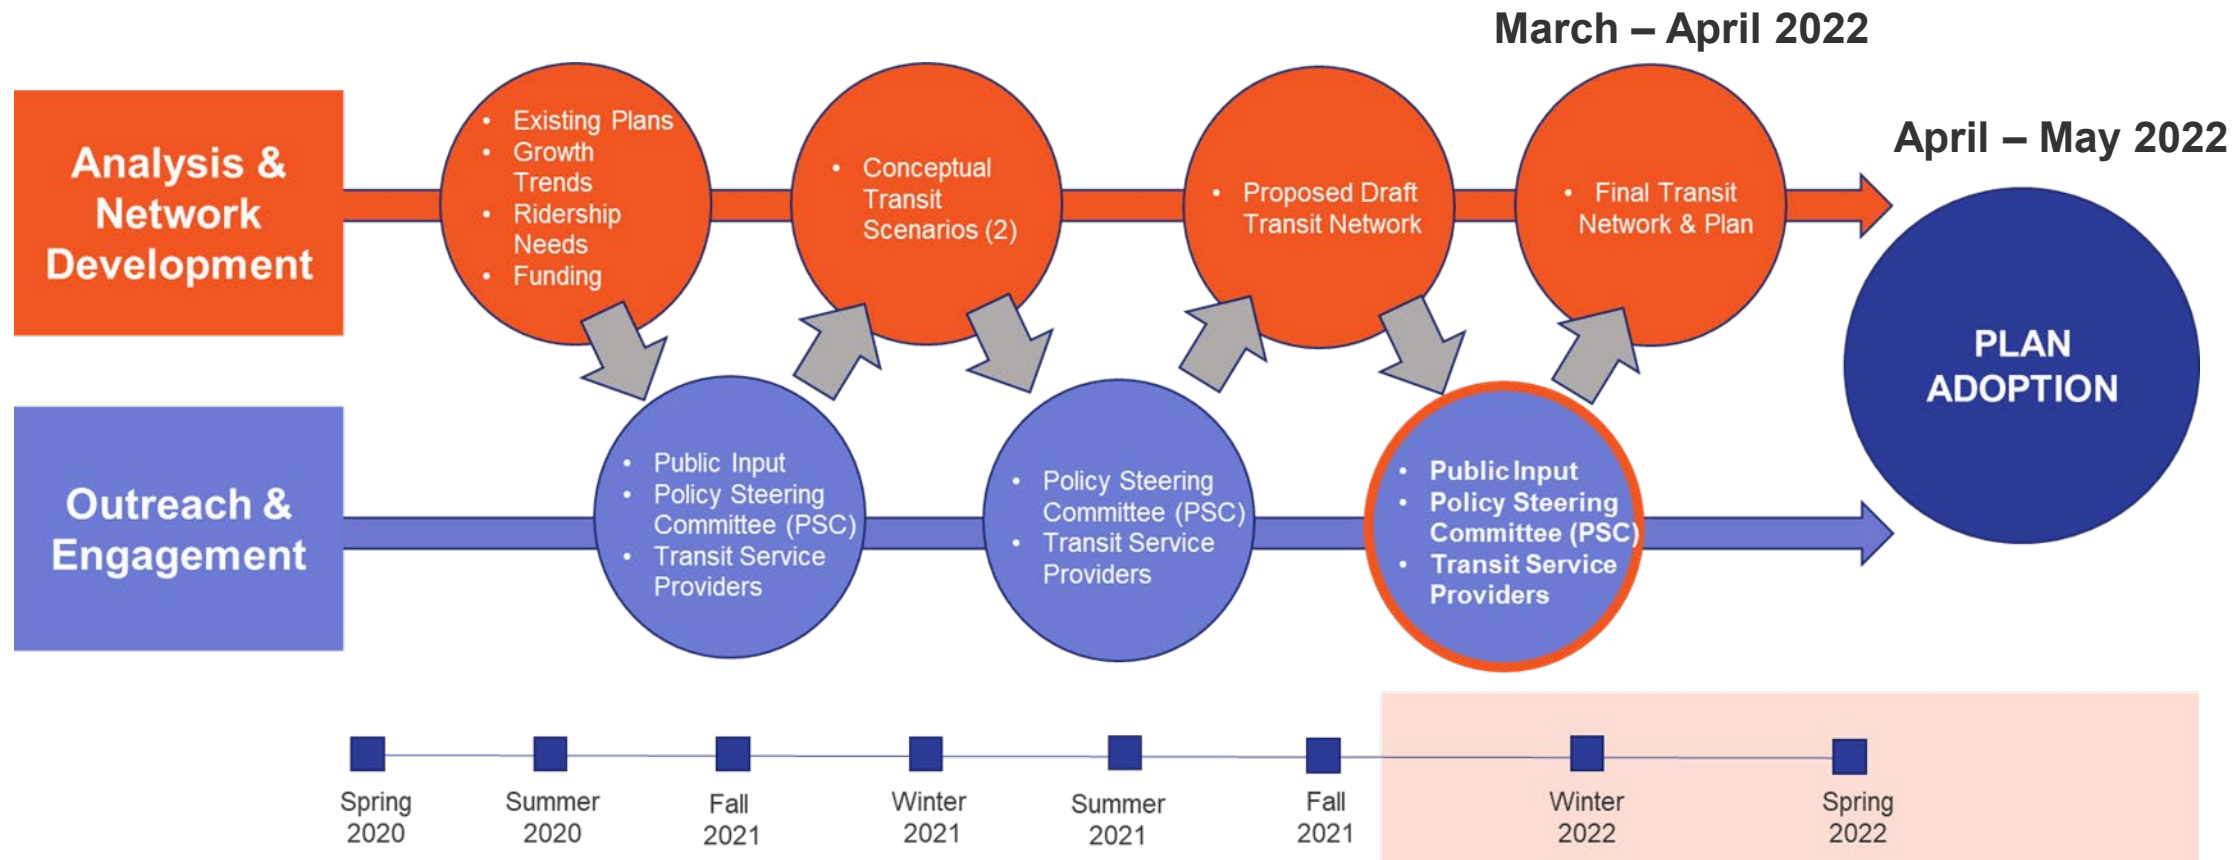 March – April 2022
April – May 2022
Analysis &
Network
Development
• Existing Plans
• Growth
Trends
• Ridership
Needs
• Funding
• Conceptual
Transit
Scenarios (2)
• Proposed Draft
Transit Network
• Final Transit
Network & Plan
PLAN
ADOPTION
Outreach &
Engagement
• Public Input
• Policy Steering
Committee (PSC)
• Transit Service
Providers
• Policy Steering
Committee (PSC)
• Transit Service
Providers
• Public Input
• Policy Steering
Committee (PSC)
• Transit Service
Providers
Spring
2020
Summer
2020
Fall
2021
Winter
2021
Summer
2021
Fall
2021
Winter
2022
Spring
2022